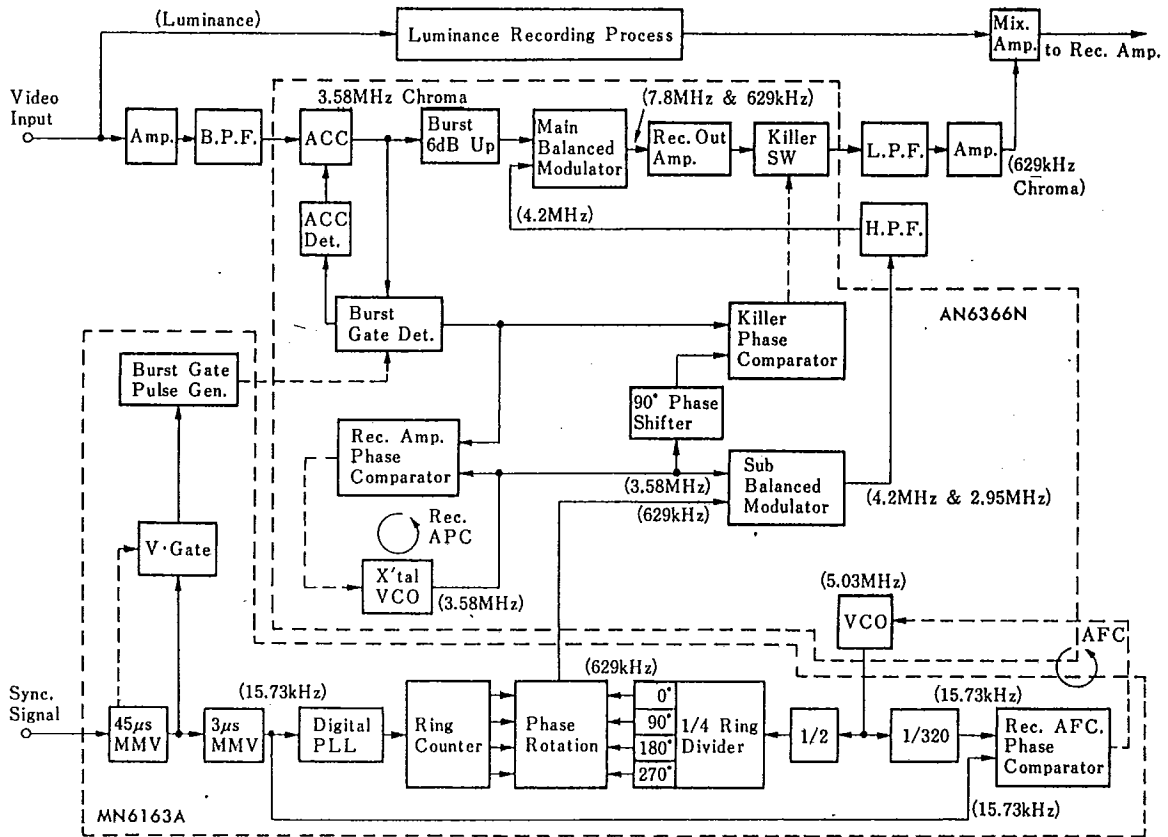 (Luminance)
Luminance Recording Process
Mix.
Amp.
to Rec. Amp.
Video
Input
3.58MHz Chroma
(7.8MHz & 629kHz)
Amp.
B.P.F.
ACC
Burst
6dB Up
Main
Balanced
Modulator
Rec. Out
Amp.
Killer
SW
L.P.F.
Amp.
(629kHz
Chroma)
ACC
Det.
(4.2MHz)
H.P.F.
AN6366N
Burst
Gate Det.
Killer
Phase
Comparator
Burst Gate
Pulse Gen.
90° Phase
Shifter
Rec. Amp.
Phase
Comparator
Sub
Balanced
Modulator
(3.58MHz)
(629kHz)
(4.2MHz & 2.95MHz)
V·Gate
Rec.
APC
X'tal
VCO
(3.58MHz)
(5.03MHz)
VCO
AFC
Sync.
Signal
(15.73kHz)
(629kHz)
(15.73kHz)
45μs
MMV
3μs
MMV
Digital
PLL
Ring
Counter
Phase
Rotation
0°
90°
180°
270°
1/4 Ring
Divider
1/2
1/320
Rec. AFC.
Phase
Comparator
(15.73kHz)
MN6163A